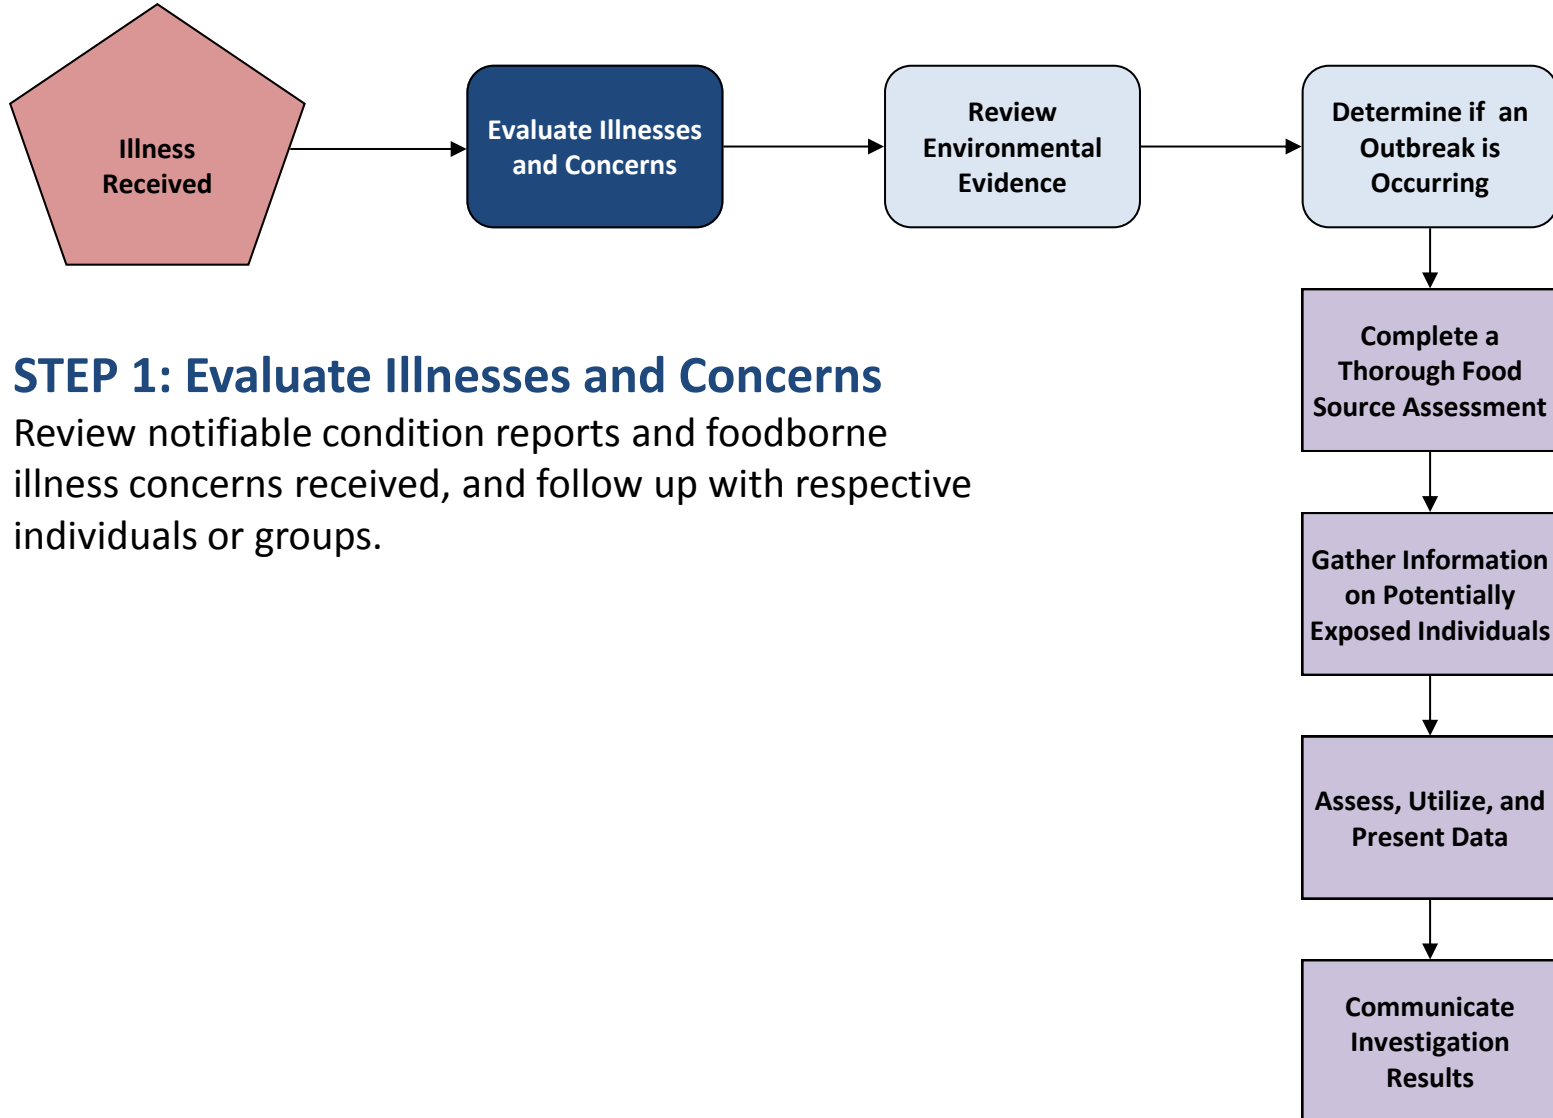 Illness
Received
Evaluate Illnesses
and Concerns
Review
Environmental
Evidence
Determine if an
Outbreak is
Occurring
STEP 1: Evaluate Illnesses and Concerns
Review notifiable condition reports and foodborne
illness concerns received, and follow up with respective
individuals or groups.
Complete a
Thorough Food
Source Assessment
Gather Information
on Potentially
Exposed Individuals
Assess, Utilize, and
Present Data
Communicate
Investigation
Results